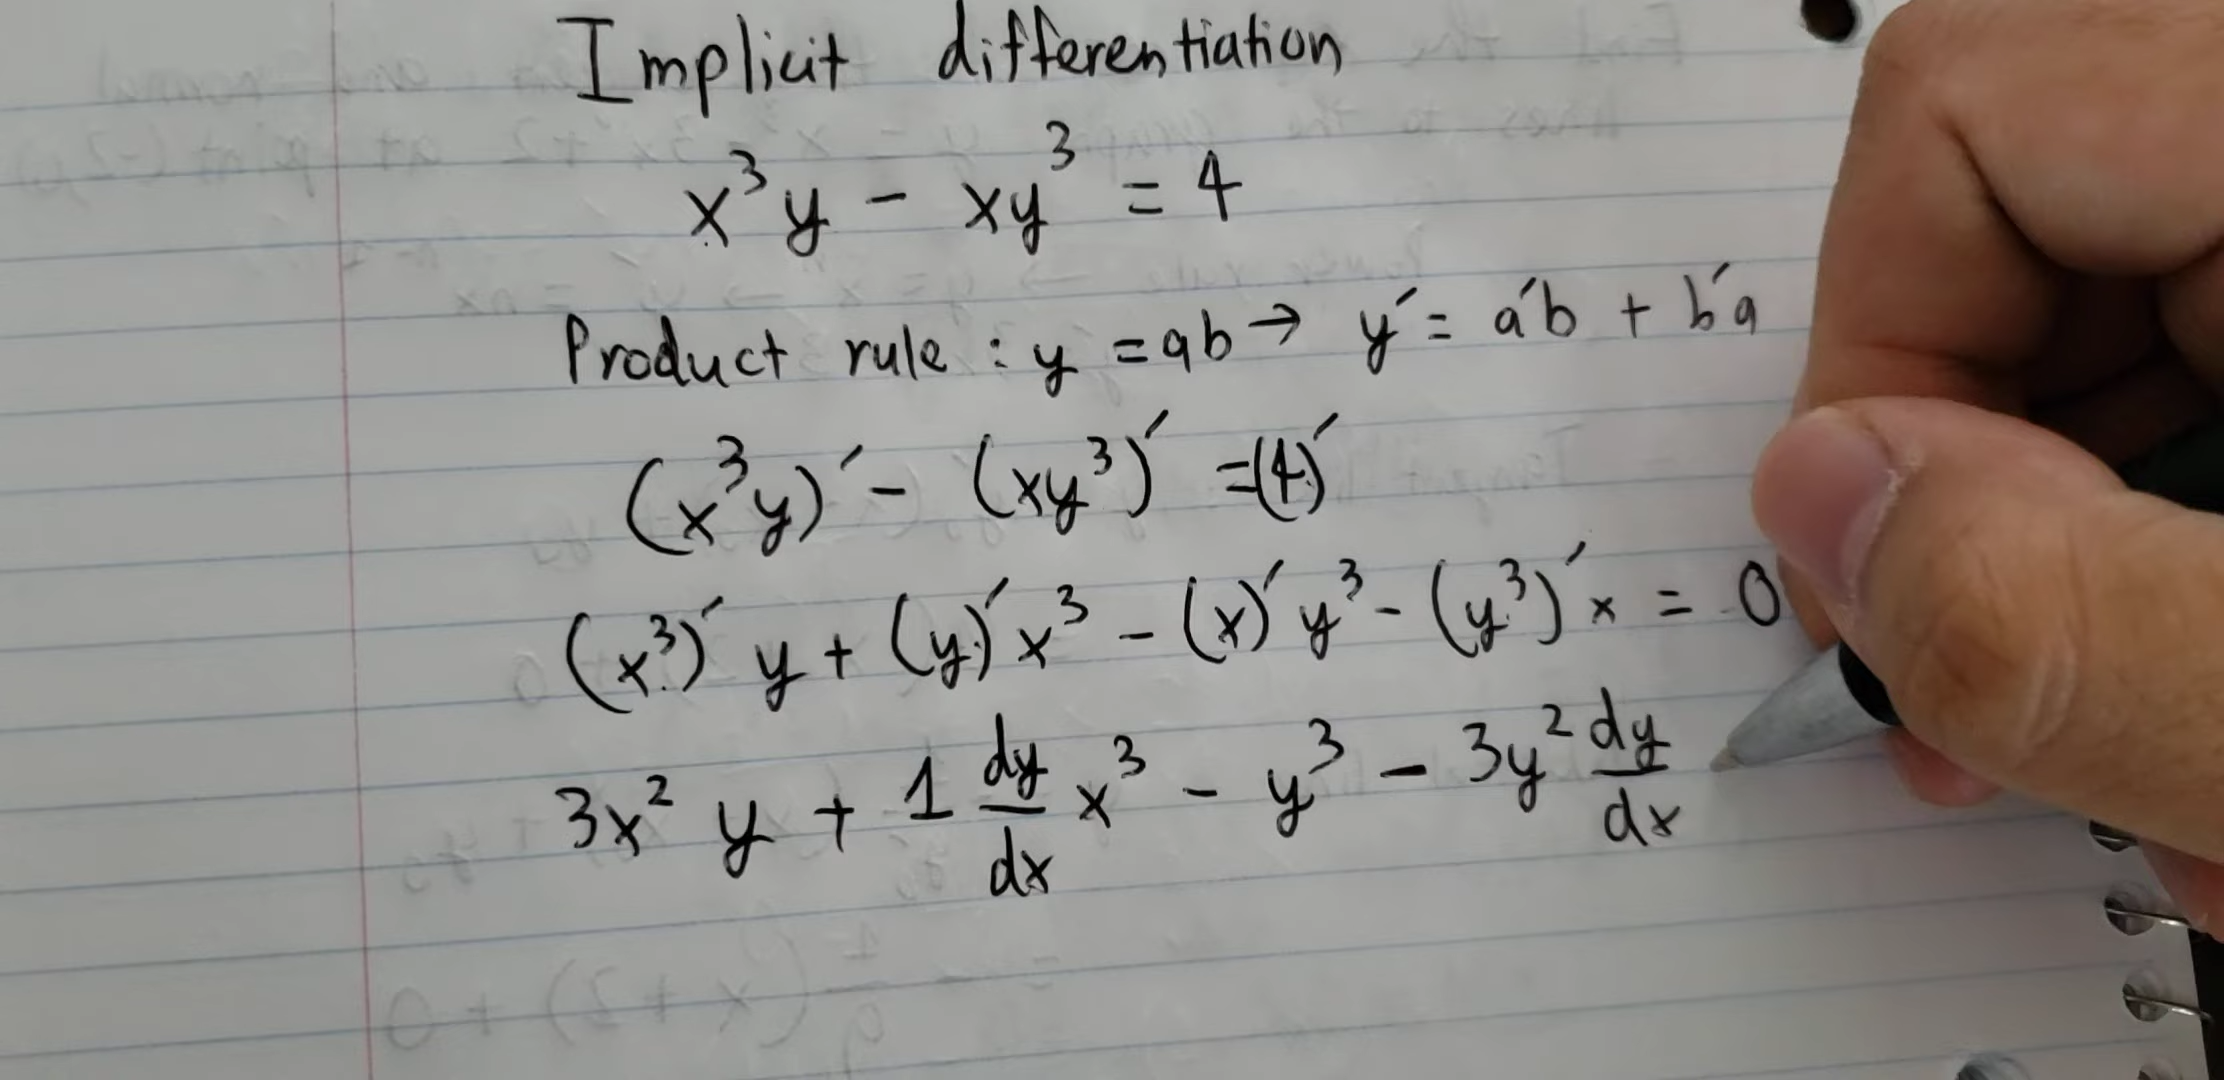 Implicit differentiation
x³y - xy³ = 4
Product rule : y = ab → y′ = a′b + b′a
(x³y)′ - (xy³)′ = (4)′
(x³)′ y + (y)′ x³ - (x)′ y³ - (y³)′ x = 0
3x² y + 1 dy/dx x³ - y³ - 3y² dy/dx